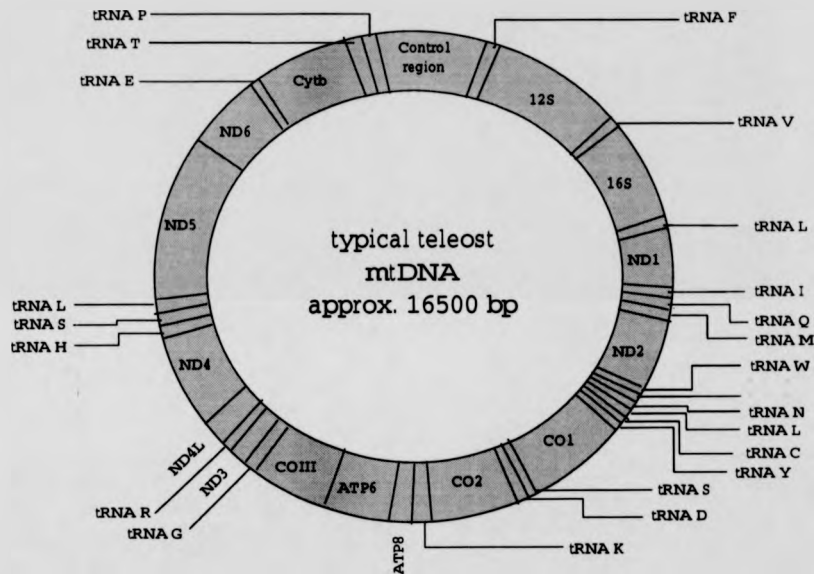 tRNA P
tRNA F
tRNA T
Control
region
tRNA E
Cytb
12S
ND6
tRNA V
16S
ND5
tRNA L
typical teleost
mtDNA
approx. 16500 bp
ND1
tRNA I
tRNA L
tRNA S
tRNA Q
tRNA H
tRNA M
ND4
ND2
tRNA W
tRNA N
tRNA L
CO1
tRNA C
ND4L
tRNA Y
ND3
COIII
ATP6
CO2
tRNA S
tRNA R
tRNA D
tRNA G
ATP8
tRNA K